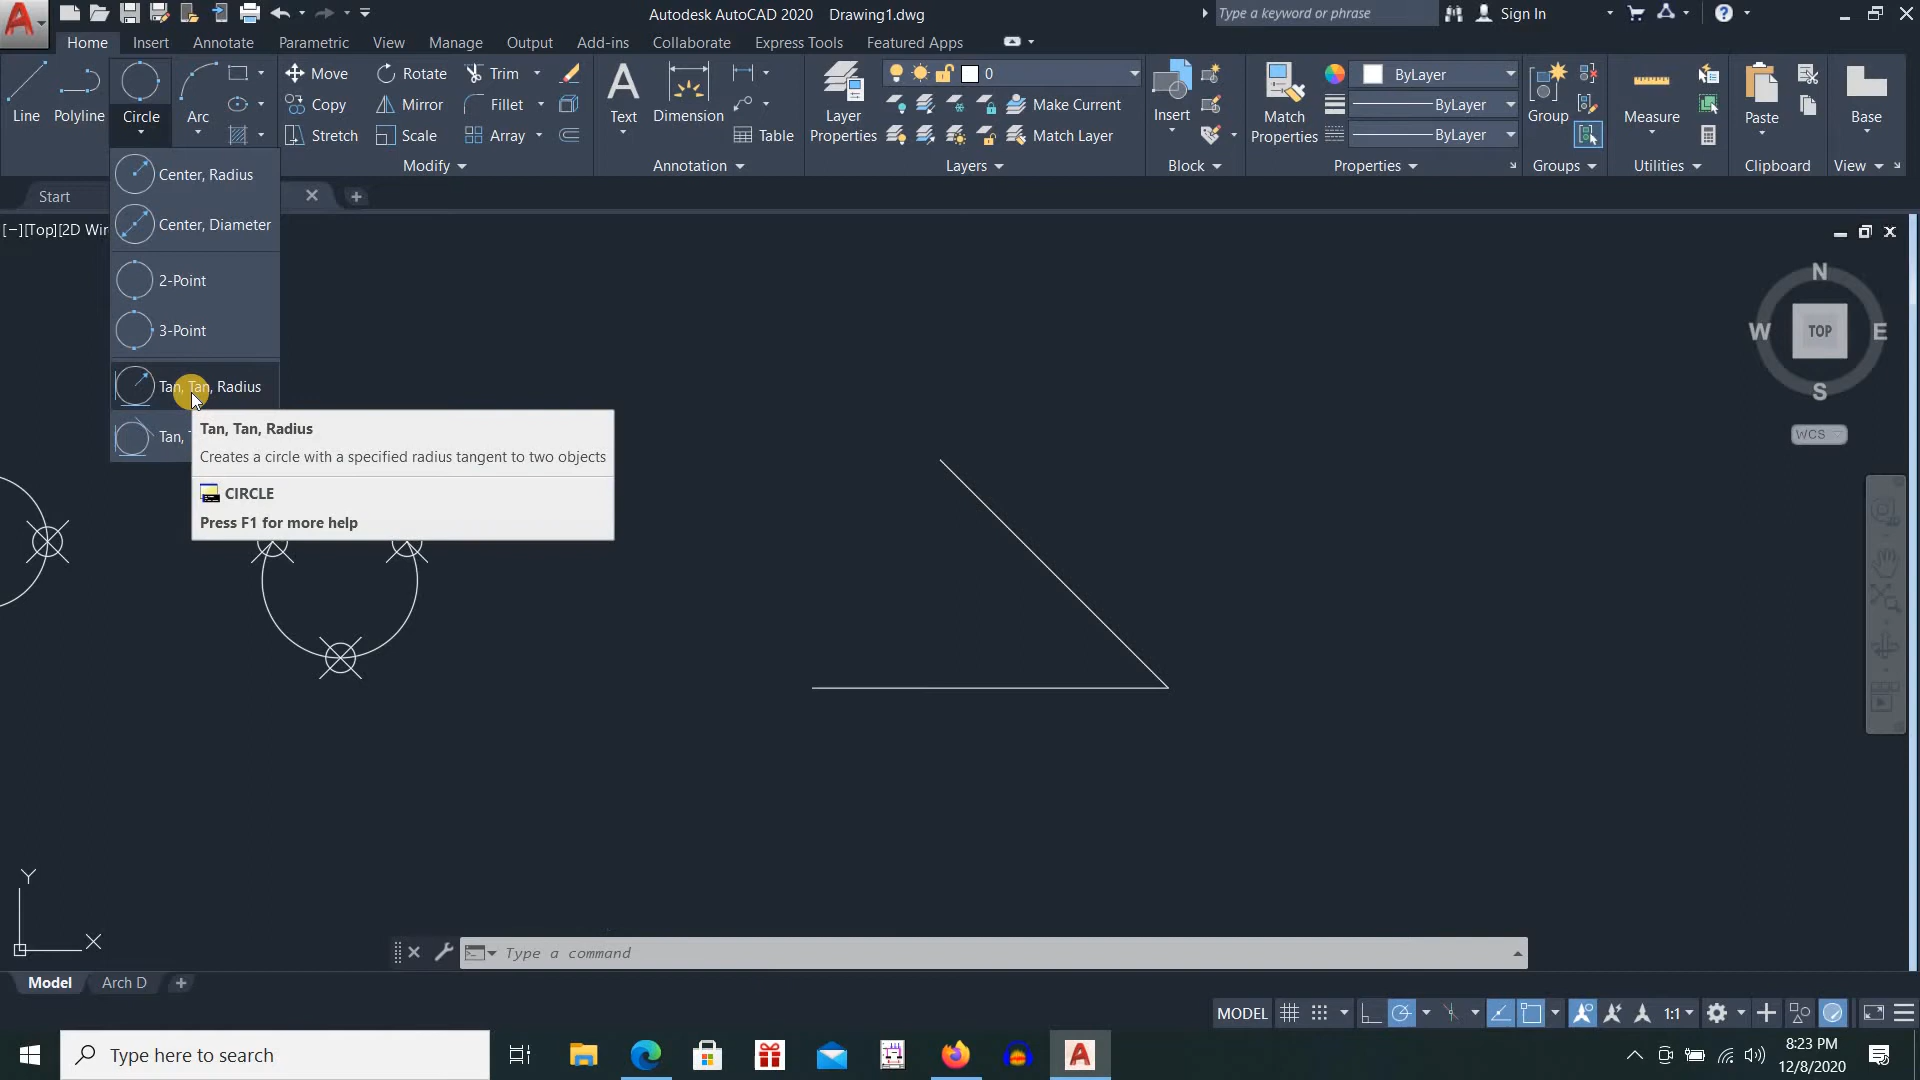 Autodesk AutoCAD 2020 Drawing1.dwg
Type a keyword or phrase
Sign In
Home Insert Annotate Parametric View Manage Output Add-ins Collaborate Express Tools Featured Apps
Line Polyline Circle Arc
Move Rotate Trim
Copy Mirror Fillet
Stretch Scale Array
Modify
Text Dimension Table
Annotation
Layer Properties
0
Make Current
Match Layer
Layers
Insert
Block
Match Properties
ByLayer
ByLayer
ByLayer
Properties
Group
Groups
Measure
Utilities
Paste
Clipboard
Base
View
Start
[−][Top][2D Wir
Center, Radius
Center, Diameter
2-Point
3-Point
Tan, Tan, Radius
Tan,
Tan, Tan, Radius
Creates a circle with a specified radius tangent to two objects
CIRCLE
Press F1 for more help
N
W TOP E
S
WCS
Y
X
Type a command
Model Arch D
MODEL
1:1
Type here to search
8:23 PM
12/8/2020